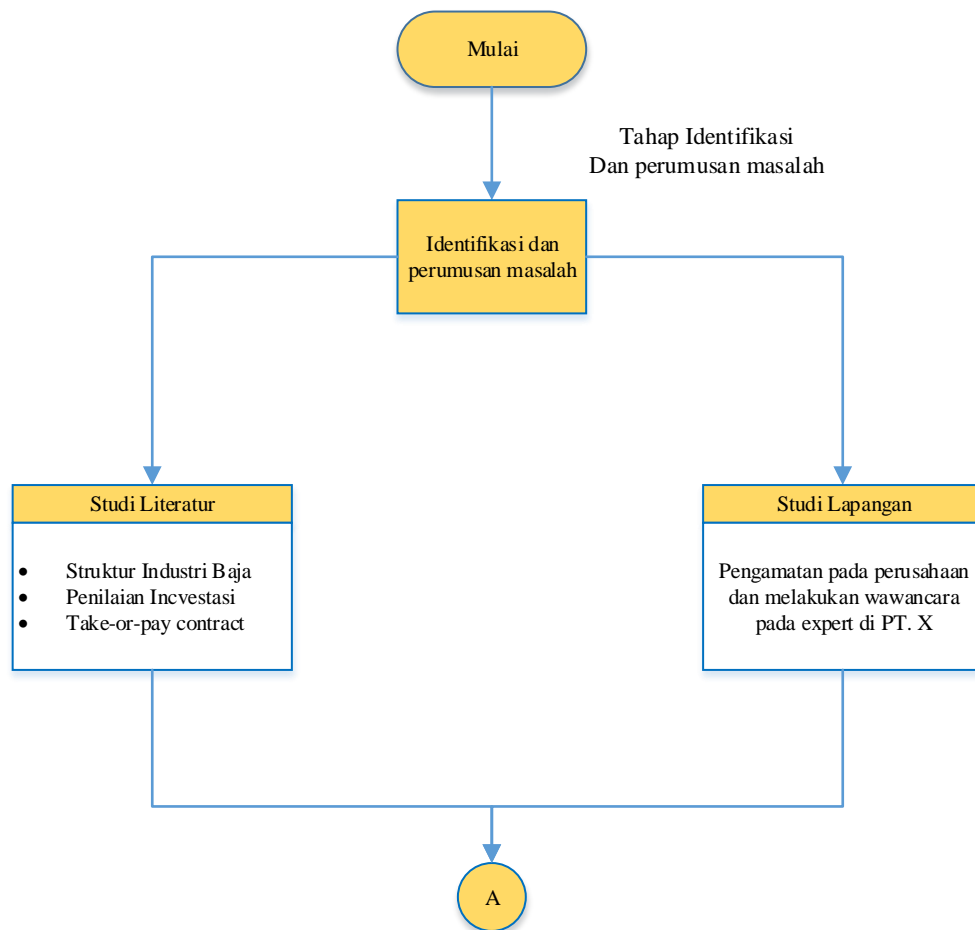 Mulai
Tahap Identifikasi
Dan perumusan masalah
Identifikasi dan
perumusan masalah
Studi Literatur
• Struktur Industri Baja
• Penilaian Incvestasi
• Take-or-pay contract
Studi Lapangan
Pengamatan pada perusahaan
dan melakukan wawancara
pada expert di PT. X
A